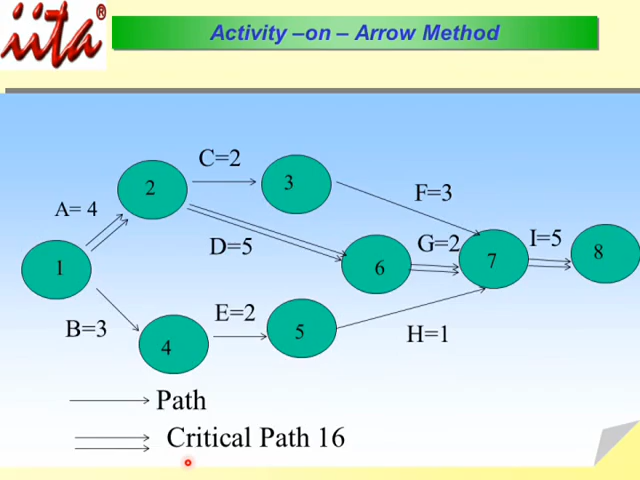 iita®
Activity –on – Arrow Method
C=2
2
3
A= 4
F=3
D=5
G=2
I=5
1
6
7
8
B=3
E=2
4
5
H=1
Path
Critical Path 16